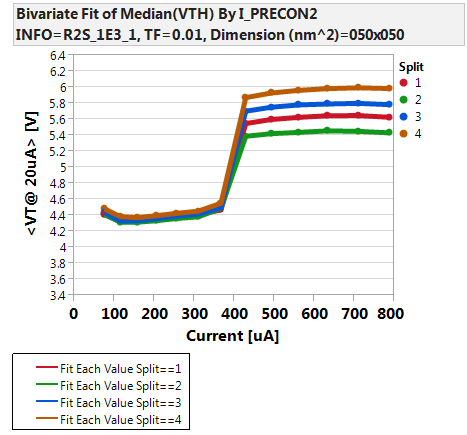 Bivariate Fit of Median(VTH) By I_PRECON2
INFO=R2S_1E3_1, TF=0.01, Dimension (nm^2)=050x050
6.4
6.2
6
5.8
5.6
5.4
5.2
5
4.8
4.6
4.4
4.2
4
3.8
3.6
3.4
<VT@ 20uA> [V]
0 100 200 300 400 500 600 700 800
Current [uA]
Split
1
2
3
4
Fit Each Value Split==1
Fit Each Value Split==2
Fit Each Value Split==3
Fit Each Value Split==4